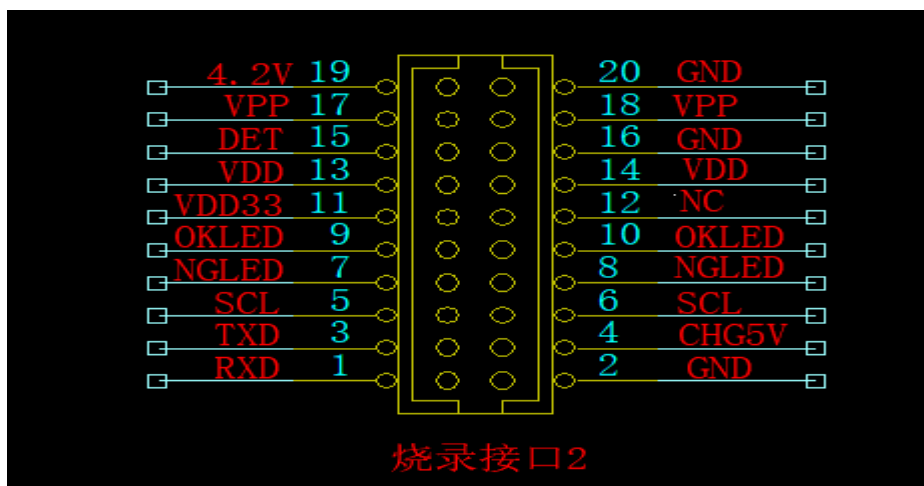 4.2V 19 20 GND
VPP 17 18 VPP
DET 15 16 GND
VDD 13 14 VDD
VDD33 11 12 NC
OKLED 9 10 OKLED
NGLED 7 8 NGLED
SCL 5 6 SCL
TXD 3 4 CHG5V
RXD 1 2 GND
烧录接口2